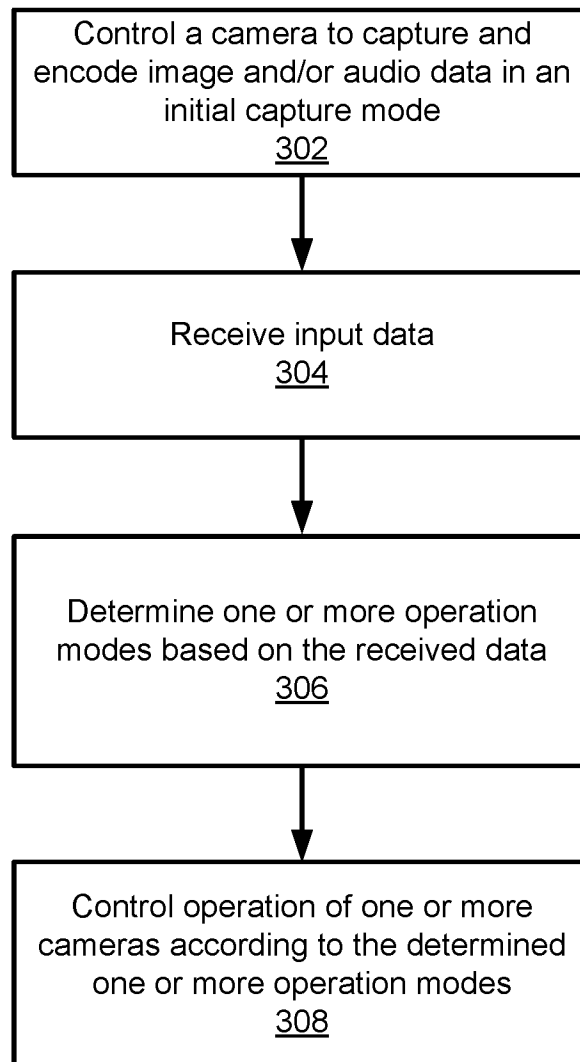 Control a camera to capture and
encode image and/or audio data in an
initial capture mode
302
Receive input data
304
Determine one or more operation
modes based on the received data
306
Control operation of one or more
cameras according to the determined
one or more operation modes
308